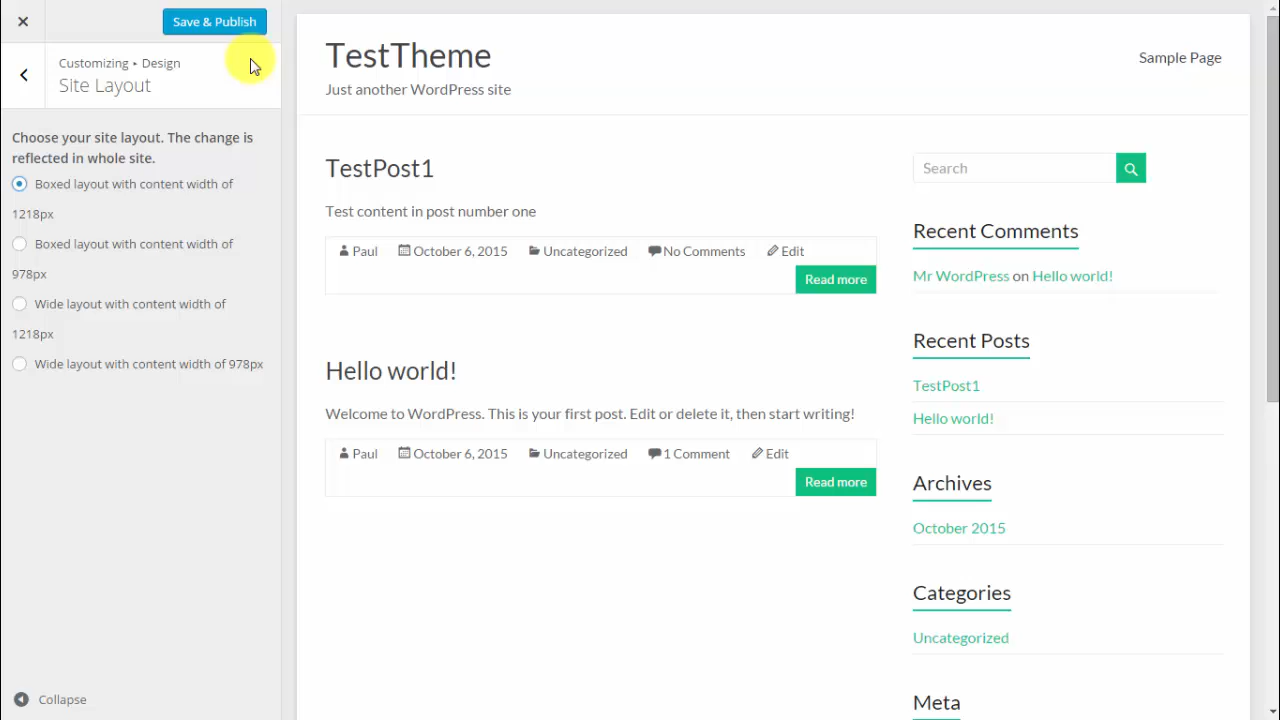 Save & Publish
Customizing ▸ Design
Site Layout
Choose your site layout. The change is
reflected in whole site.
Boxed layout with content width of
1218px
Boxed layout with content width of
978px
Wide layout with content width of
1218px
Wide layout with content width of 978px
Collapse
TestTheme
Just another WordPress site
Sample Page
TestPost1
Test content in post number one
Paul October 6, 2015 Uncategorized No Comments Edit
Read more
Hello world!
Welcome to WordPress. This is your first post. Edit or delete it, then start writing!
Paul October 6, 2015 Uncategorized 1 Comment Edit
Read more
Search
Recent Comments
Mr WordPress on Hello world!
Recent Posts
TestPost1
Hello world!
Archives
October 2015
Categories
Uncategorized
Meta